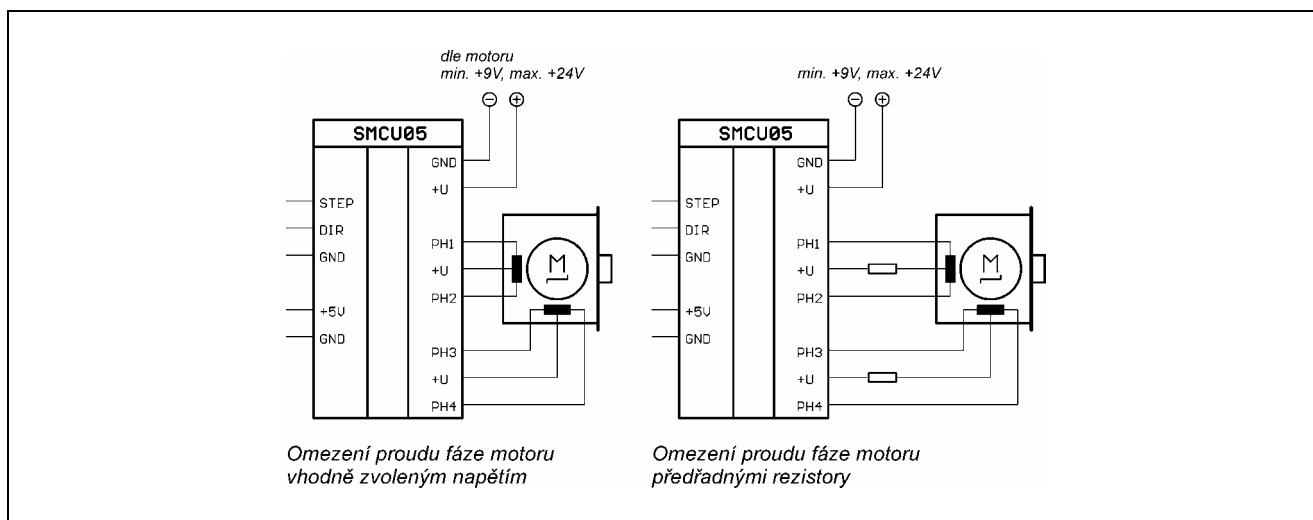 dle motoru
min. +9V, max. +24V
SMCU05
GND
+U
STEP
DIR
GND
PH1
+U
PH2
+5V
GND
PH3
+U
PH4
M
Omezení proudu fáze motoru
vhodně zvoleným napětím
min. +9V, max. +24V
SMCU05
GND
+U
STEP
DIR
GND
PH1
+U
PH2
+5V
GND
PH3
+U
PH4
M
Omezení proudu fáze motoru
předřadnými rezistory